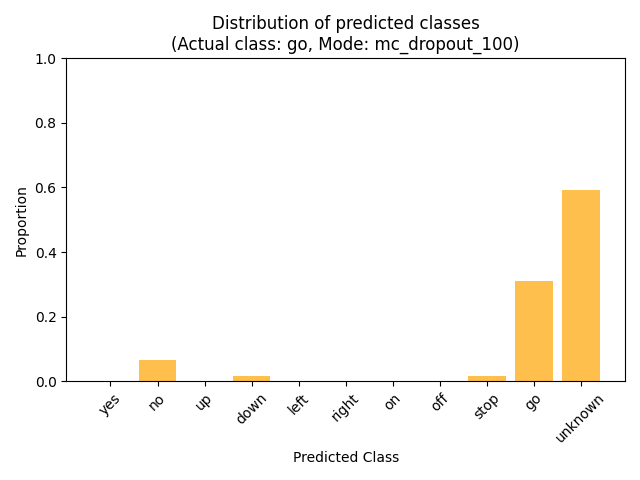 Distribution of predicted classes
(Actual class: go, Mode: mc_dropout_100)
1.0
0.8
0.6
0.4
0.2
0.0
Proportion
yes
no
up
down
left
right
on
off
stop
go
unknown
Predicted Class